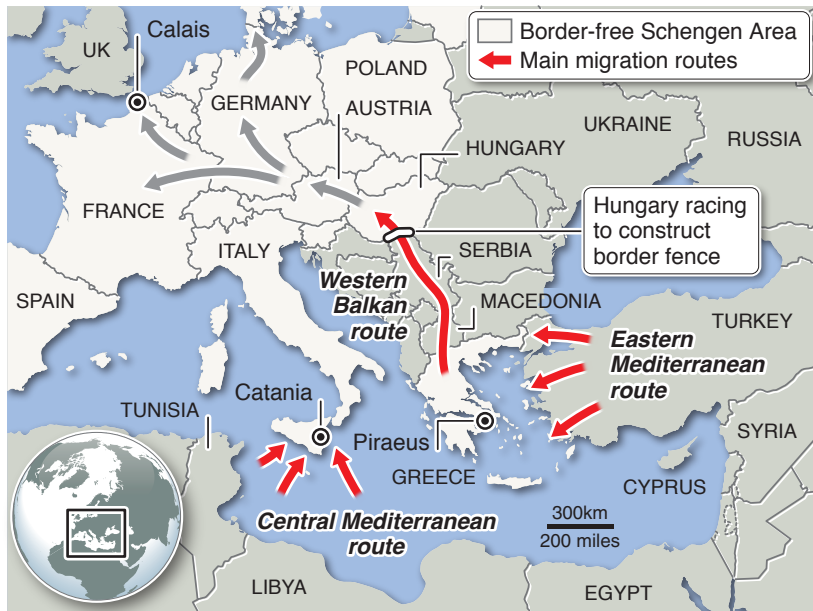 Border-free Schengen Area
Main migration routes
UK
Calais
POLAND
GERMANY
AUSTRIA
UKRAINE
RUSSIA
HUNGARY
FRANCE
Hungary racing
to construct
border fence
ITALY
SERBIA
SPAIN
Western
Balkan
route
MACEDONIA
TURKEY
Eastern
Mediterranean
route
Catania
TUNISIA
Piraeus
GREECE
SYRIA
CYPRUS
Central Mediterranean
route
300km
200 miles
LIBYA
EGYPT